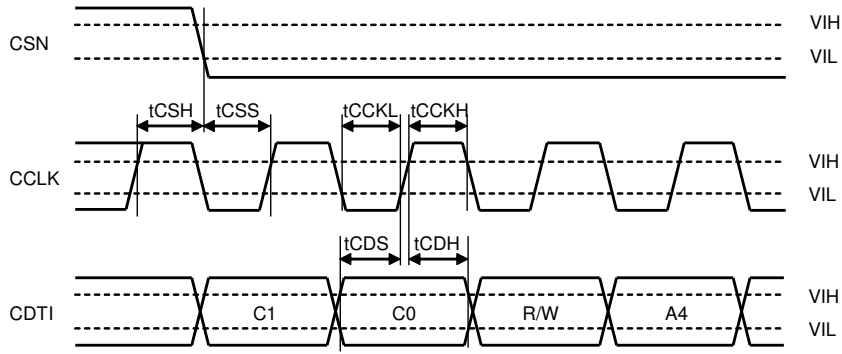 CSN
VIH
VIL
tCSH tCSS tCCKL tCCKH
CCLK
VIH
VIL
tCDS tCDH
CDTI
C1 C0 R/W A4
VIH
VIL